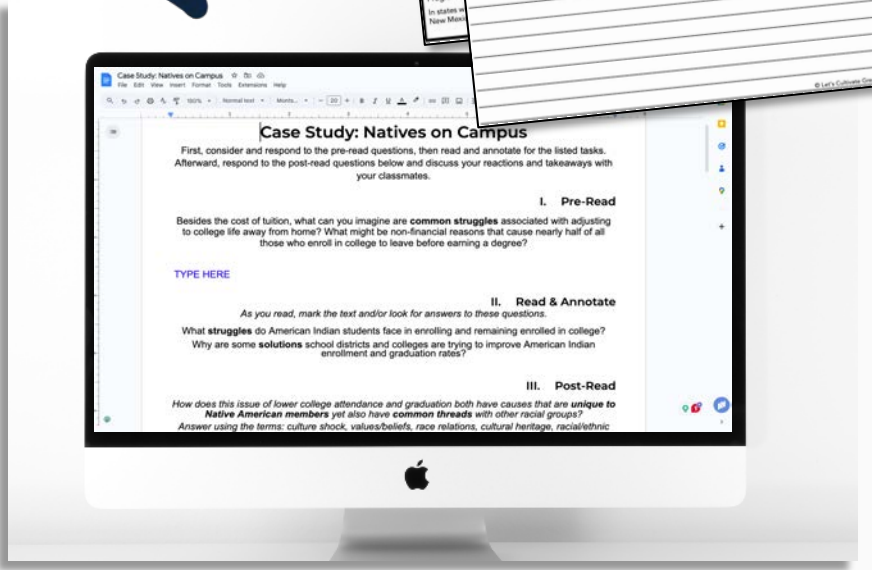 In states w
New Mexi
© Let's Cultivate Gre
Case Study: Natives on Campus
File Edit View Insert Format Tools Extensions Help
100% Normal text Monts... 20 B I U A
Case Study: Natives on Campus
First, consider and respond to the pre-read questions, then read and annotate for the listed tasks.
Afterward, respond to the post-read questions below and discuss your reactions and takeaways with
your classmates.
I. Pre-Read
Besides the cost of tuition, what can you imagine are common struggles associated with adjusting
to college life away from home? What might be non-financial reasons that cause nearly half of all
those who enroll in college to leave before earning a degree?
TYPE HERE
II. Read & Annotate
As you read, mark the text and/or look for answers to these questions.
What struggles do American Indian students face in enrolling and remaining enrolled in college?
Why are some solutions school districts and colleges are trying to improve American Indian
enrollment and graduation rates?
III. Post-Read
How does this issue of lower college attendance and graduation both have causes that are unique to
Native American members yet also have common threads with other racial groups?
Answer using the terms: culture shock, values/beliefs, race relations, cultural heritage, racial/ethnic